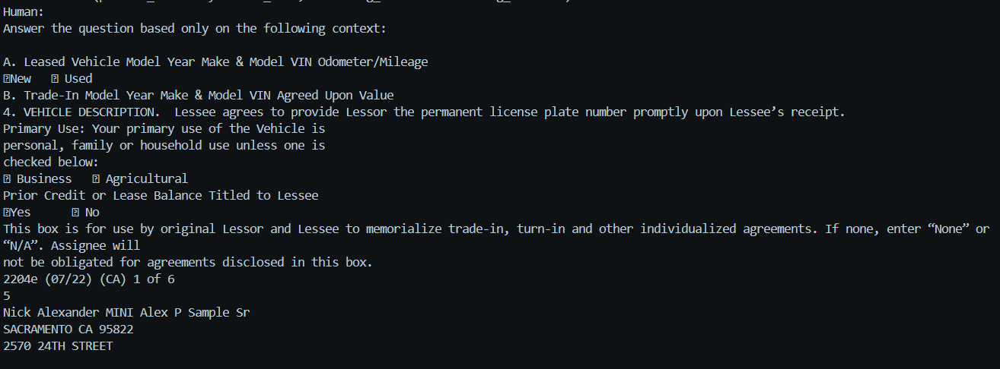 Human:
Answer the question based only on the following context:
A. Leased Vehicle Model Year Make & Model VIN Odometer/Mileage
New Used
B. Trade-In Model Year Make & Model VIN Agreed Upon Value
4. VEHICLE DESCRIPTION. Lessee agrees to provide Lessor the permanent license plate number promptly upon Lessee’s receipt.
Primary Use: Your primary use of the Vehicle is
personal, family or household use unless one is
checked below:
Business Agricultural
Prior Credit or Lease Balance Titled to Lessee
Yes No
This box is for use by original Lessor and Lessee to memorialize trade-in, turn-in and other individualized agreements. If none, enter “None” or
“N/A”. Assignee will
not be obligated for agreements disclosed in this box.
2204e (07/22) (CA) 1 of 6
5
Nick Alexander MINI Alex P Sample Sr
SACRAMENTO CA 95822
2570 24TH STREET